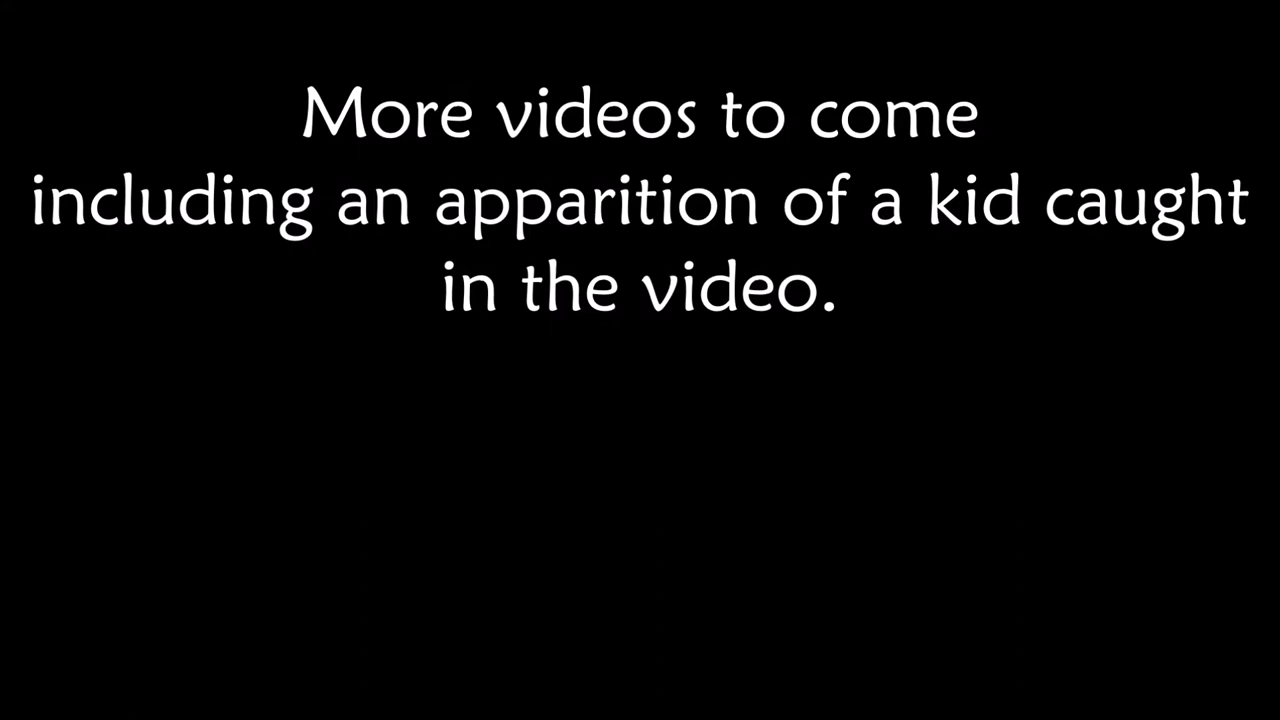 More videos to come
including an apparition of a kid caught
in the video.